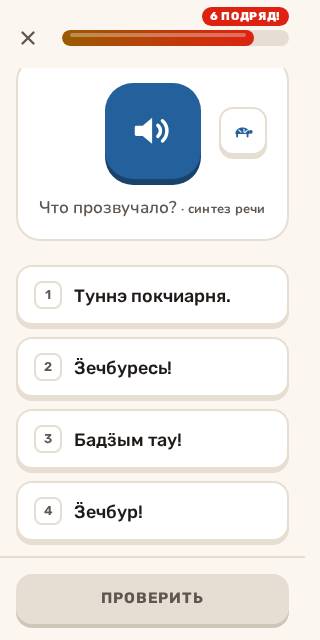 6 ПОДРЯД!
Что прозвучало? · синтез речи
1 Туннэ покчиарня.
2 Ӟечбуресь!
3 Бадӟым тау!
4 Ӟечбур!
ПРОВЕРИТЬ